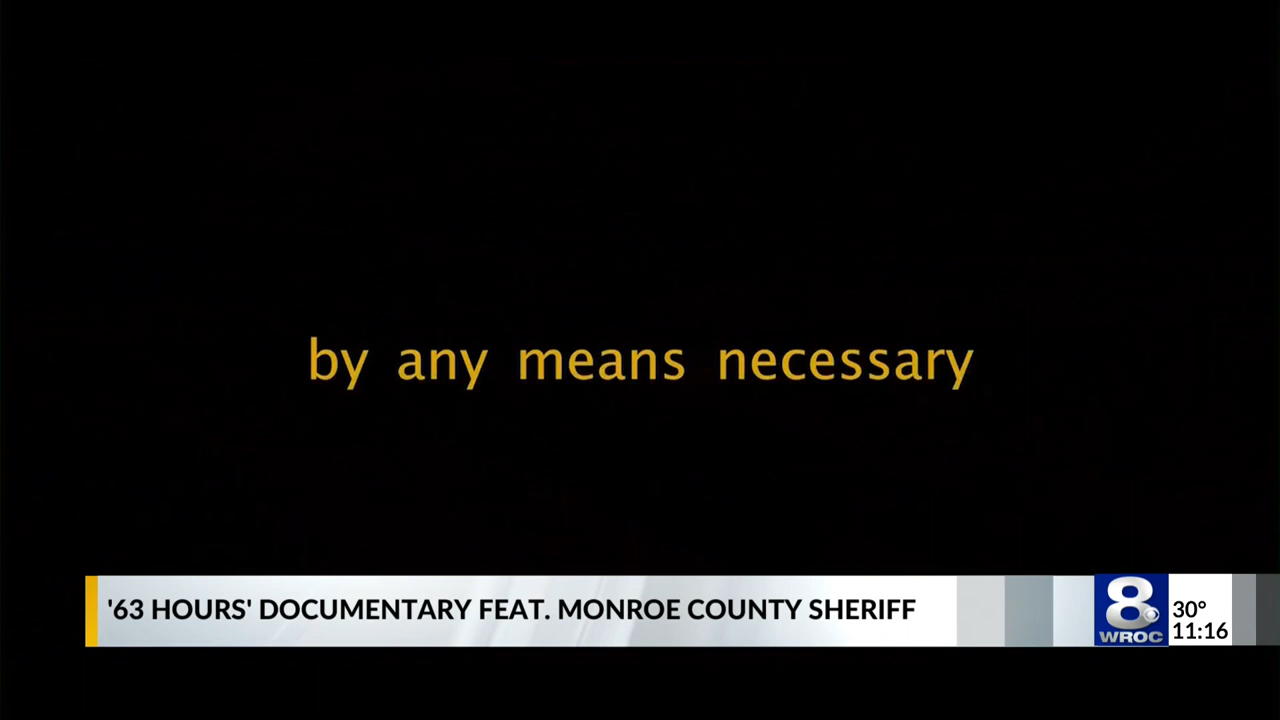 by any means necessary
'63 HOURS' DOCUMENTARY FEAT. MONROE COUNTY SHERIFF
8
WROC
30°
11:16